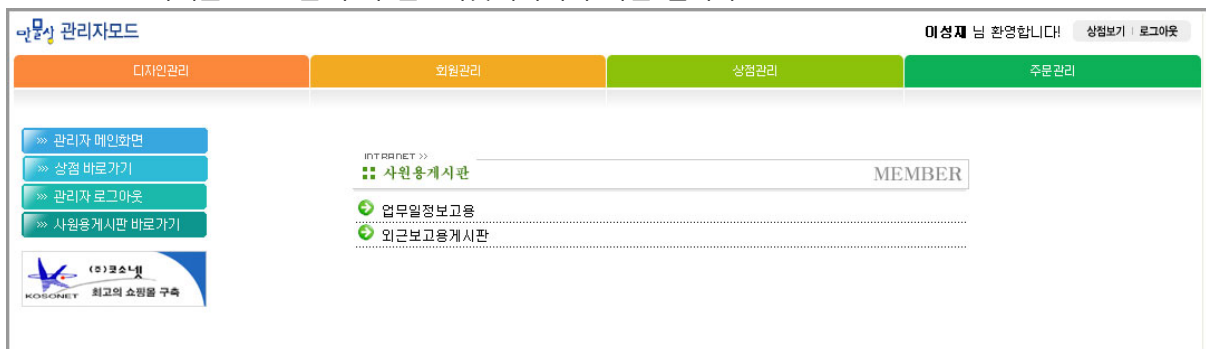 만물상 관리자모드
이성재 님 환영합니다! 상점보기 | 로그아웃
디자인관리 회원관리 상점관리 주문관리
»» 관리자 메인화면
»» 상점 바로가기
»» 관리자 로그아웃
»» 사원용게시판 바로가기
INTRANET >>
사원용게시판 MEMBER
업무일정보고용
외근보고용게시판
(주)코소넷
KOSONET 최고의 쇼핑몰 구축